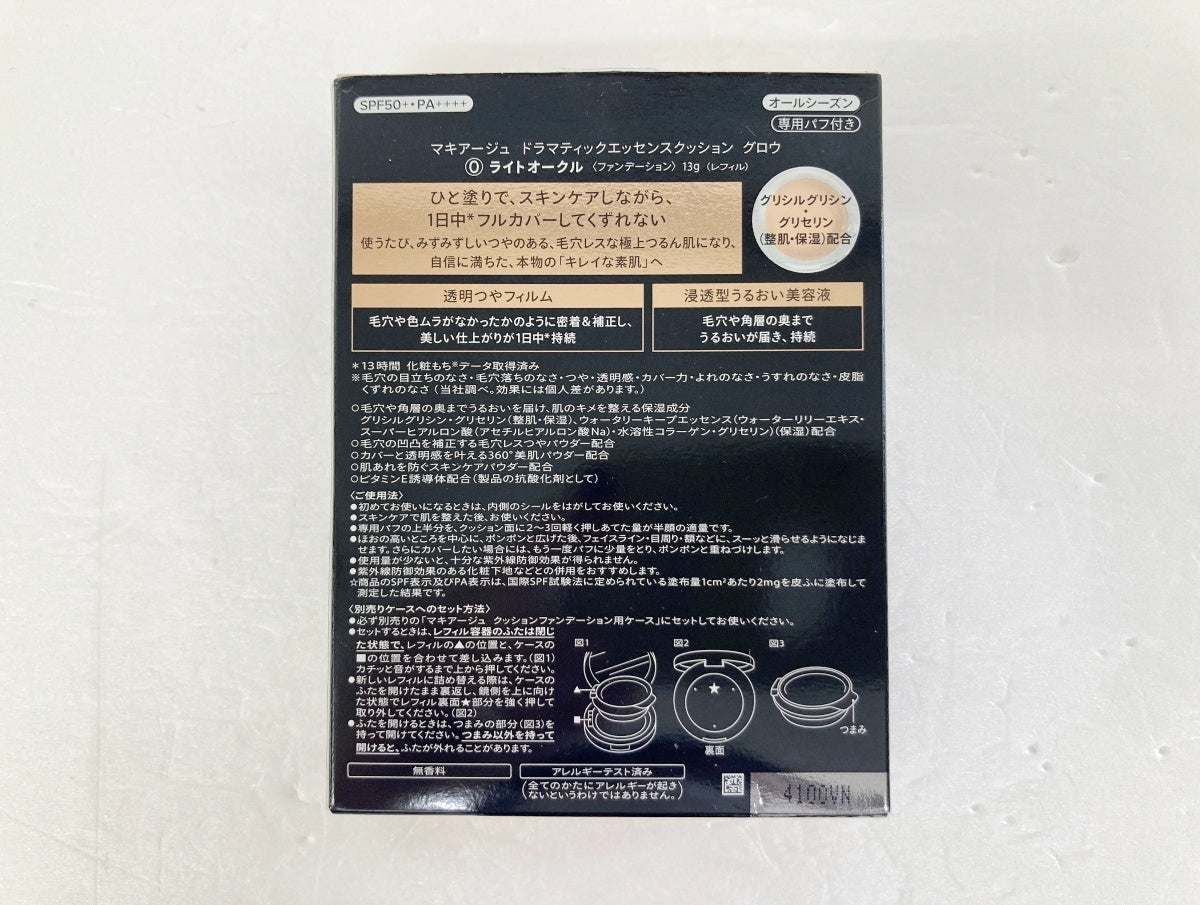 SPF50+・PA++++
オールシーズン
専用パフ付き
マキアージュ ドラマティックエッセンスクッション グロウ
⓪ ライトオークル 〈ファンデーション〉 13g (レフィル)
ひと塗りで、スキンケアしながら、
1日中*フルカバーしてくずれない
使うたび、みずみずしいつやのある、毛穴レスな極上つるん肌になり、
自信に満ちた、本物の「キレイな素肌」へ
グリシルグリシン
・
グリセリン
(整肌・保湿)配合
透明つやフィルム
毛穴や色ムラがなかったかのように密着&補正し、
美しい仕上がりが1日中*持続
浸透型うるおい美容液
毛穴や角層の奥まで
うるおいが届き、持続
*13時間 化粧もち※データ取得済み
※毛穴の目立ちのなさ・毛穴落ちのなさ・つや・透明感・カバー力・よれのなさ・うすれのなさ・皮脂
くずれのなさ (当社調べ。効果には個人差があります。)
○毛穴や角層の奥までうるおいを届け、肌のキメを整える保湿成分
グリシルグリシン・グリセリン(整肌・保湿)、ウォータリーキープエッセンス(ウォーターリリーエキス・
スーパーヒアルロン酸(アセチルヒアルロン酸Na)・水溶性コラーゲン・グリセリン)(保湿)配合
○毛穴の凹凸を補正する毛穴レスつやパウダー配合
○カバーと透明感を叶える360°美肌パウダー配合
○肌あれを防ぐスキンケアパウダー配合
○ビタミンE誘導体配合(製品の抗酸化剤として)
〈ご使用法〉
●初めてお使いになるときは、内側のシールをはがしてお使いください。
●スキンケアで肌を整えた後、お使いください。
●専用パフの上半分を、クッション面に2~3回軽く押しあてた量が半顔の適量です。
●ほおの高いところを中心に、ポンポンと広げた後、フェイスライン・目周り・額などに、スーッと滑らせるようになじま
せます。さらにカバーしたい場合には、もう一度パフに少量をとり、ポンポンと重ねづけします。
●使用量が少ないと、十分な紫外線防御効果が得られません。
●紫外線防御効果のある化粧下地などとの併用をおすすめします。
☆商品のSPF表示及びPA表示は、国際SPF試験法に定められている塗布量1cm²あたり2mgを皮ふに塗布して
測定した結果です。
〈別売りケースへのセット方法〉
●必ず別売りの「マキアージュ クッションファンデーション用ケース」にセットしてお使いください。
●セットするときは、レフィル容器のふたは閉じ
た状態で、レフィルの▲の位置と、ケースの
■の位置を合わせて差し込みます。(図1)
カチッと音がするまで上から押してください。
●新しいレフィルに詰め替える際は、ケースの
ふたを開けたまま裏返し、鏡側を上に向け
た状態でレフィル裏面★部分を強く押して
取り外してください。(図2)
●ふたを開けるときは、つまみの部分(図3)を
持って開けてください。つまみ以外を持って
開けると、ふたが外れることがあります。
図1
図2
図3
▲
■
★
裏面
つまみ
無香料
アレルギーテスト済み
(全てのかたにアレルギーが起き
ないというわけではありません。)
4100VN